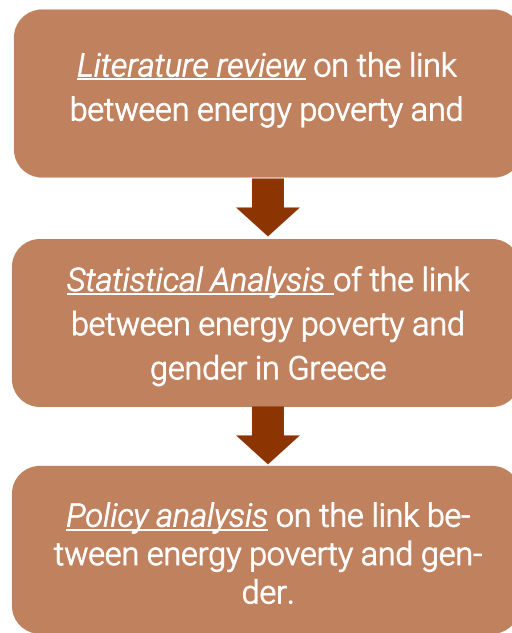 Literature review on the link
between energy poverty and
Statistical Analysis of the link
between energy poverty and
gender in Greece
Policy analysis on the link be-
tween energy poverty and gen-
der.